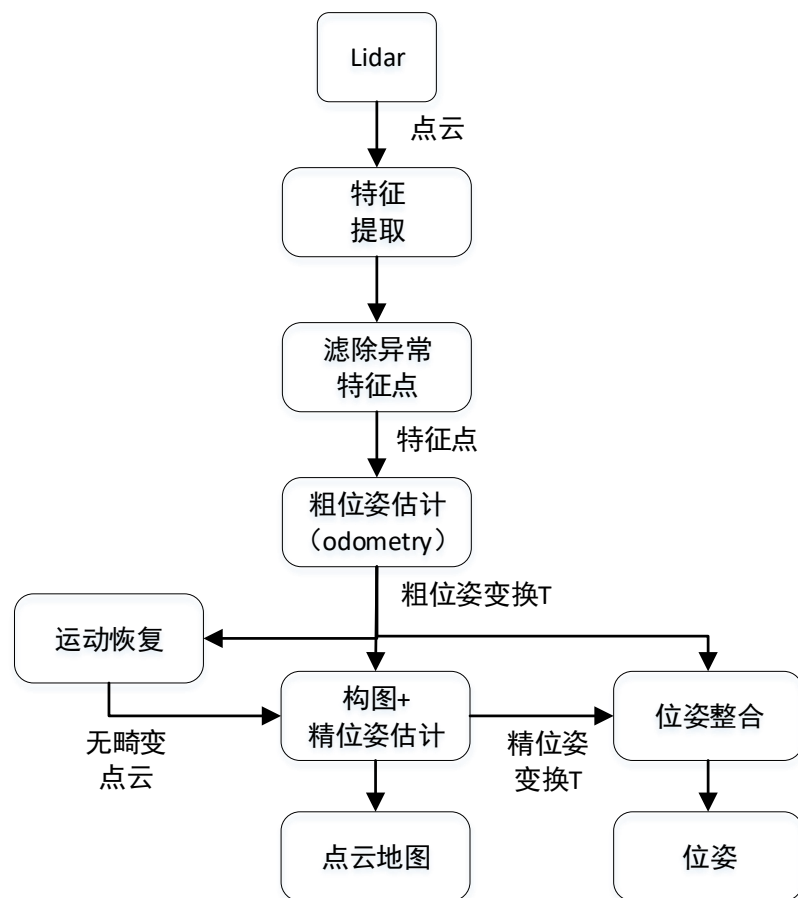 Lidar
点云
特征
提取
滤除异常
特征点
特征点
粗位姿估计
（odometry）
粗位姿变换T
运动恢复
构图+
精位姿估计
位姿整合
无畸变
点云
精位姿
变换T
点云地图
位姿